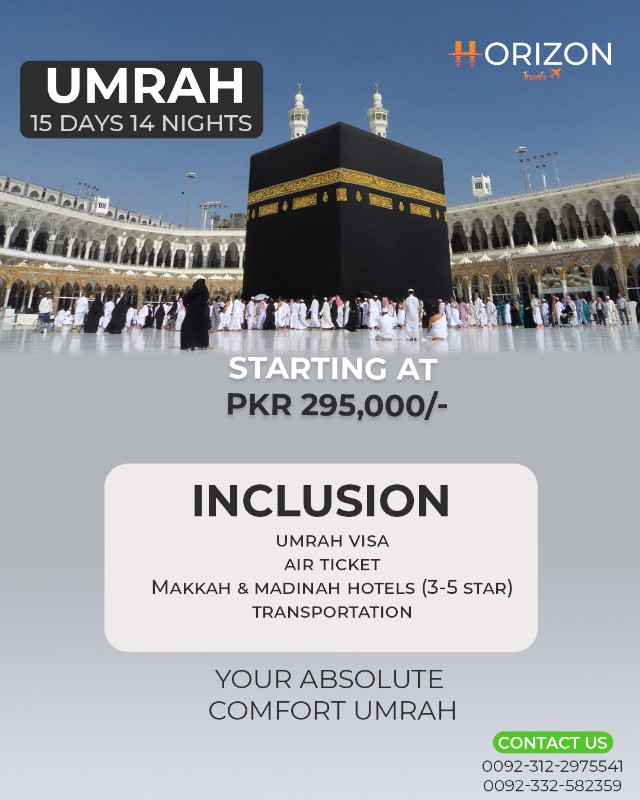 HORIZON
Travels
UMRAH
15 DAYS 14 NIGHTS
STARTING AT
PKR 295,000/-
INCLUSION
UMRAH VISA
AIR TICKET
MAKKAH & MADINAH HOTELS (3-5 STAR)
TRANSPORTATION
YOUR ABSOLUTE
COMFORT UMRAH
CONTACT US
0092-312-2975541
0092-332-582359